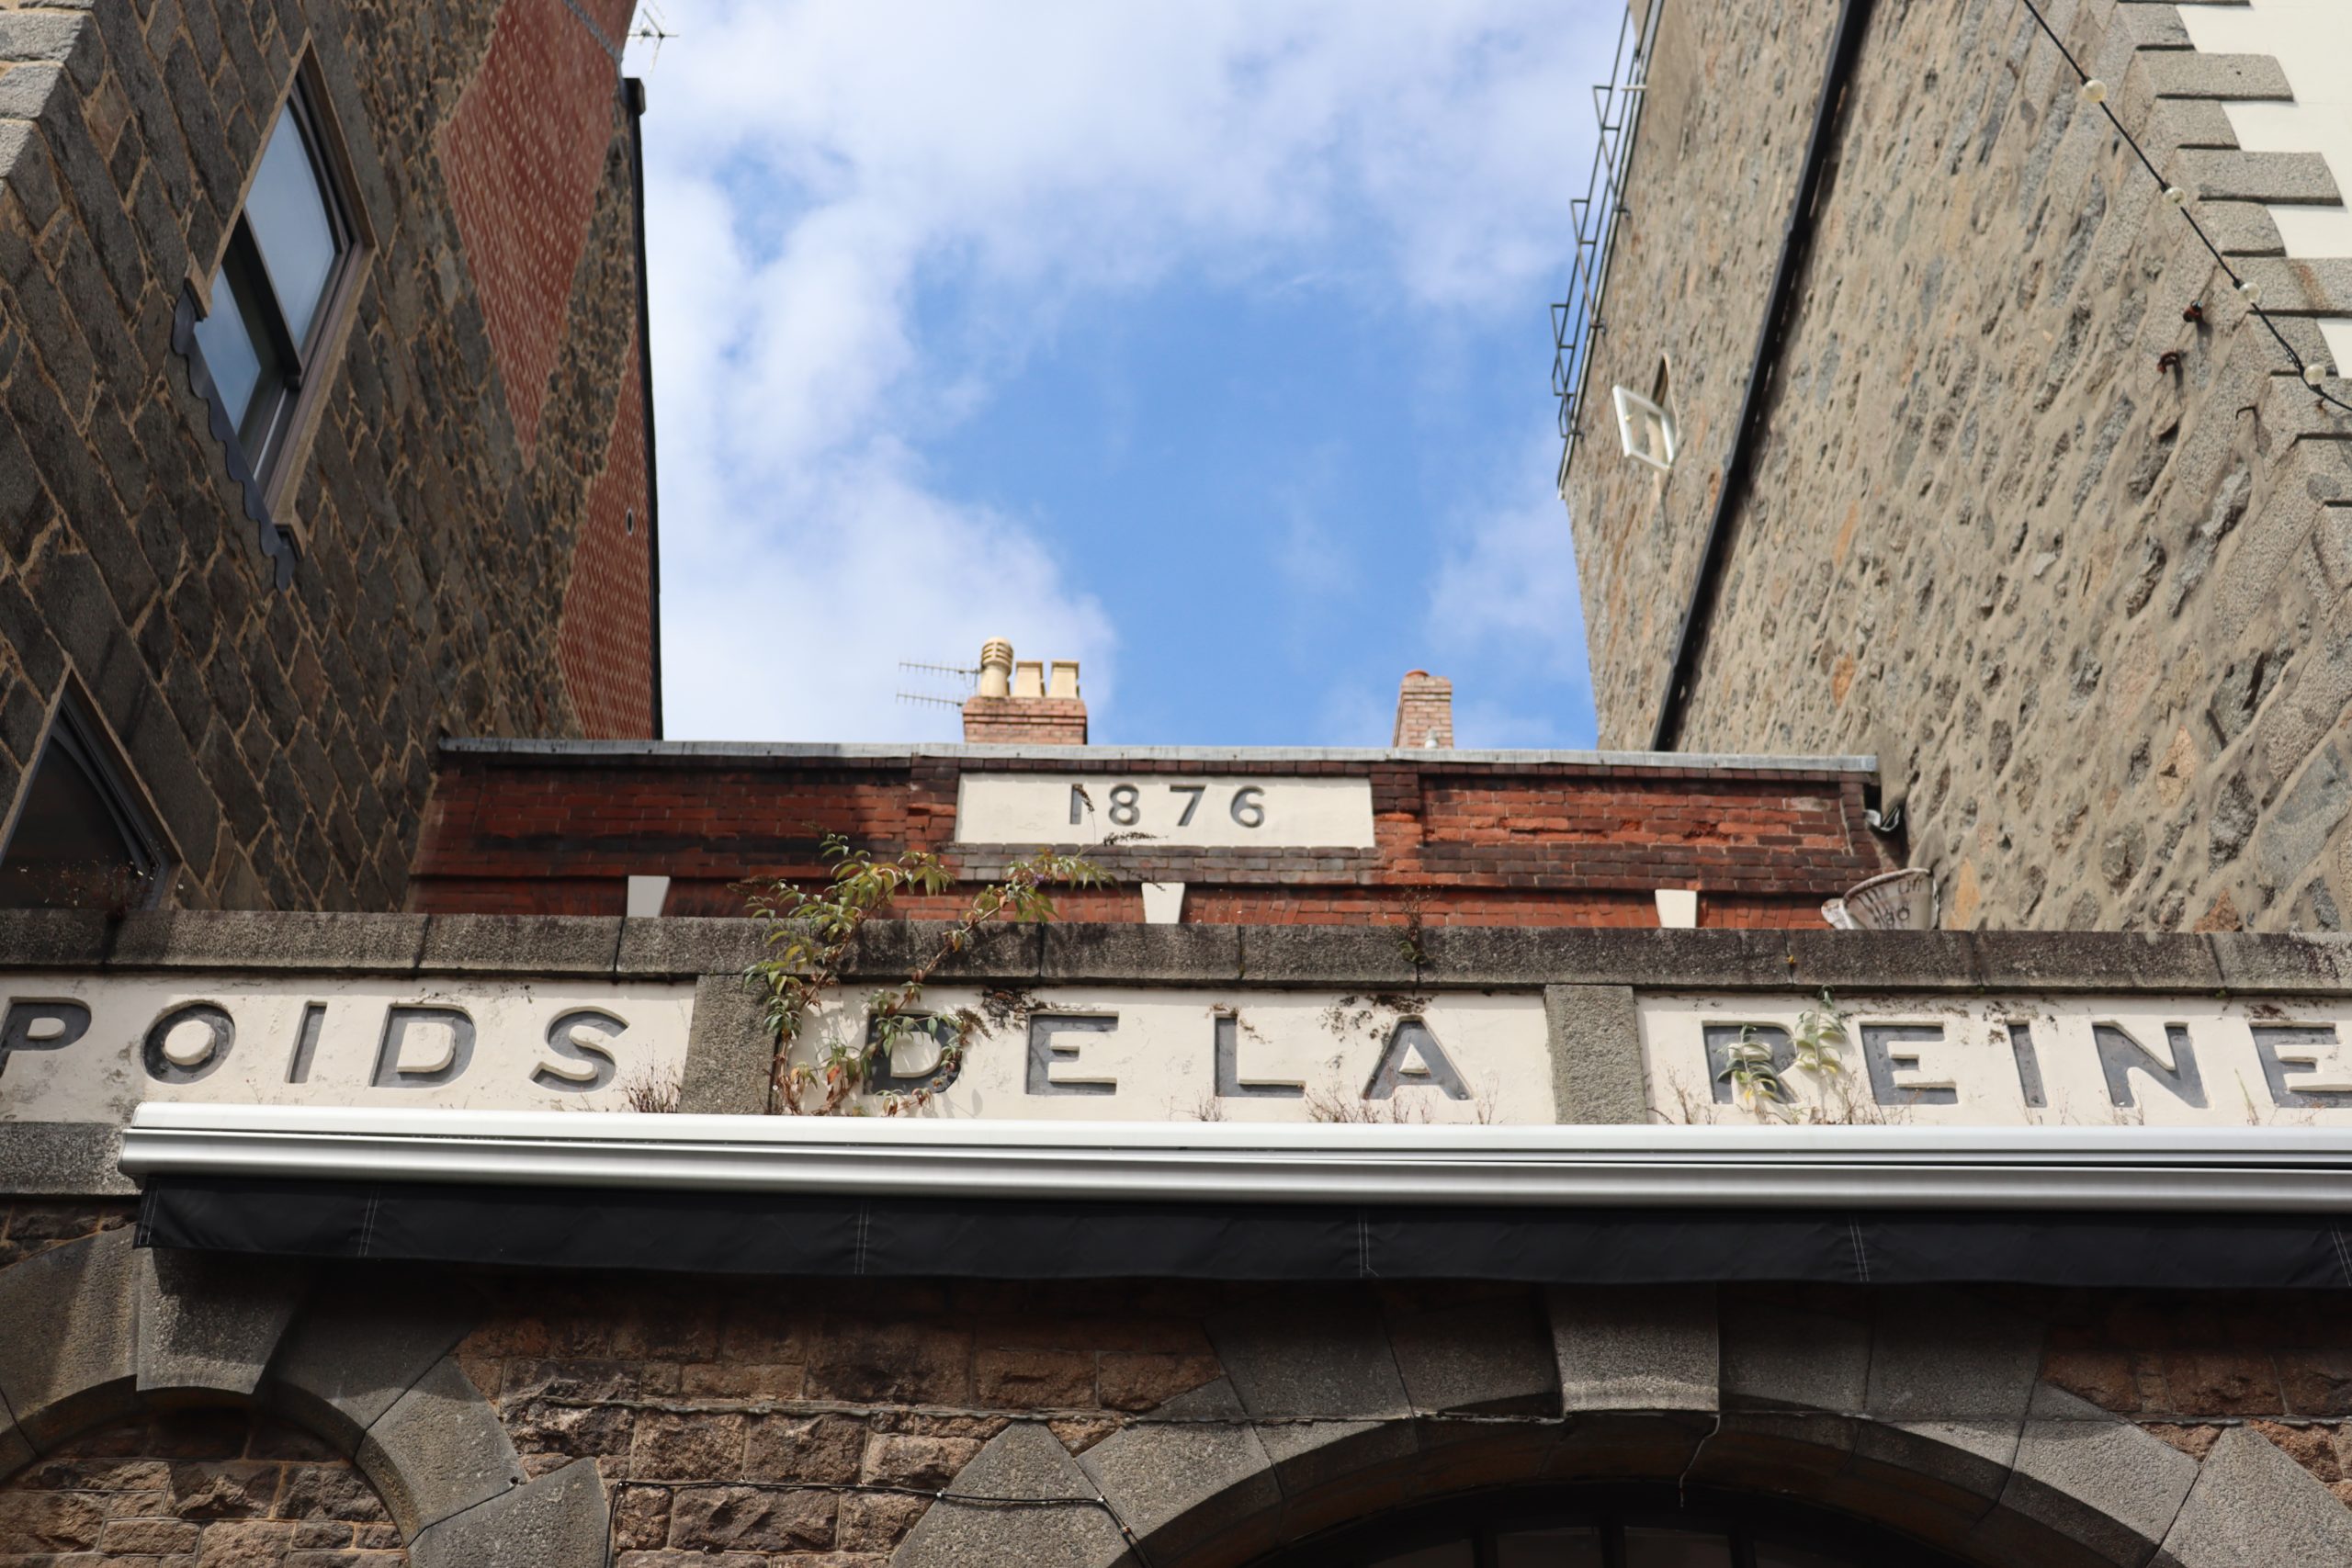 1876
POIDS DE LA REINE